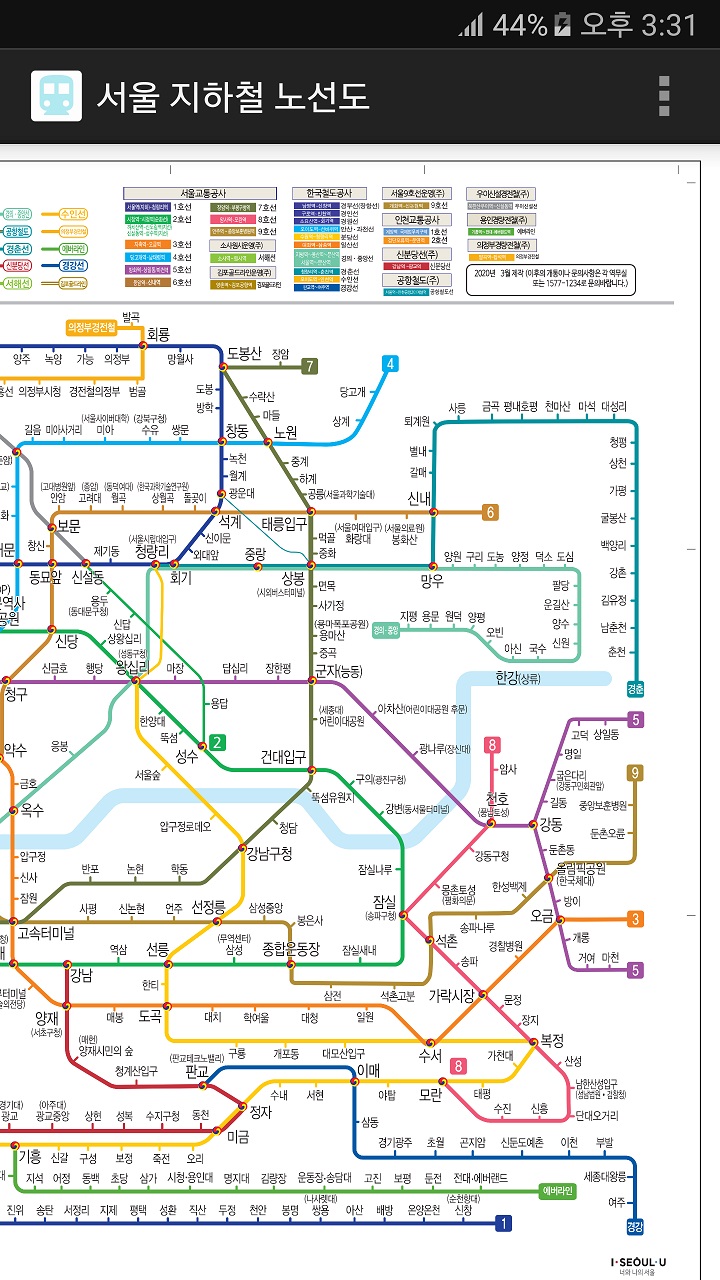 44% 오후 3:31
서울 지하철 노선도
서울교통공사
한국철도공사
서울9호선운영(주)
우이신설경전철(주)
1호선
2호선
3호선
4호선
5호선
6호선
7호선
8호선
9호선
소사원시운영(주)
서해선
김포골드라인운영(주)
인천교통공사
1호선
2호선
신분당선(주)
신분당선
공항철도(주)
공항철도선
용인경량전철(주)
에버라인
의정부경전철(주)
수인선
공항철도
경춘선
에버라인
신분당선
경강선
서해선
2020년 3월 제작 (이후의 개통이나 문의사항은 각 역무실
또는 1577-1234로 문의바랍니다.)
의정부경전철
발곡
회룡
양주 녹양 가능 의정부 망월사
의정부시청 경전철의정부 범골
도봉산 장암 7
4
도봉
방학
수락산
마들
당고개
상계
(서울사이버대학) (강북구청)
길음 미아사거리 미아 수유 쌍문
창동 노원
퇴계원 사릉 금곡 평내호평 천마산 마석 대성리
별내
갈매
청평
상천
가평
굴봉산
백양리
강촌
김유정
남춘천
춘천
경춘
녹천
월계
광운대
중계
하계
공릉(서울과학기술대)
(고대병원앞) (종암) (동덕여대) (한국과학기술연구원)
안암 고려대 월곡 상월곡 돌곶이
석계
태릉입구
신내
6
(서울여대입구) (서울의료원)
화랑대 봉화산
보문
창신
신이문
외대앞
먹골
중화
(서울시립대입구)
청량리
제기동
동묘앞 신설동 회기 중랑 상봉
(시외버스터미널)
망우
양원 구리 도농 양정 덕소 도심
팔당
운길산
양수
신원
국수
아신
오빈
양평
원덕
용문
지평
경의·중앙
면목
사가정
(용마폭포공원)
용마산
중곡
용두
(동대문구청)
신답
상왕십리
(성동구청)
왕십리
신당
청구
신금호 행당 마장 답십리 장한평
군자(능동)
한강(상류)
약수
금호
옥수
응봉
용답
한양대
뚝섬
성수 2
서울숲
건대입구
(세종대)
어린이대공원
아차산(어린이대공원 후문)
광나루(장신대)
뚝섬유원지
구의(광진구청)
강변(동서울터미널)
청담
압구정로데오
강남구청
압구정
신사
잠원
반포 논현 학동
8
암사
천호
(풍납토성)
강동
5
고덕 상일동
명일
굽은다리
(강동구민회관앞)
길동
9
중앙보훈병원
둔촌오륜
둔촌동
올림픽공원
(한국체대)
강동구청
몽촌토성
(평화의문)
한성백제
방이
오금
3
개롱
거여 마천 5
잠실나루
잠실
(송파구청)
고속터미널
사평 신논현 언주 선정릉 삼성중앙 봉은사
(무역센터)
삼성
종합운동장
잠실새내
역삼 선릉
강남
삼전 석촌고분
석촌
송파나루
송파
경찰병원
가락시장
문정
장지
복정
한티
양재
(서초구청)
매봉 도곡 대치 학여울 대청 일원
수서
구룡 개포동 대모산입구
가천대
산성
남한산성입구
(성남법원·검찰청)
단대오거리
신흥
수진
모란
8
태평
야탑
이매
(매헌)
양재시민의 숲
청계산입구
(판교테크노밸리)
판교
수내 서현
정자
(아주대)
광교 광교중앙 상현 성복 수지구청 동천
미금
삼동
경기광주 초월 곤지암 신둔도예촌 이천 부발
세종대왕릉
여주
경강
기흥 신갈 구성 보정 죽전 오리
지석 어정 동백 초당 삼가 시청·용인대 명지대 김량장 운동장·송담대 고진 보평 둔전 전대·에버랜드
에버라인
(나사렛대) (순천향대)
진위 송탄 서정리 지제 평택 성환 직산 두정 천안 봉명 쌍용 아산 배방 온양온천 신창
1
I·SEOUL·U
너와 나의 서울